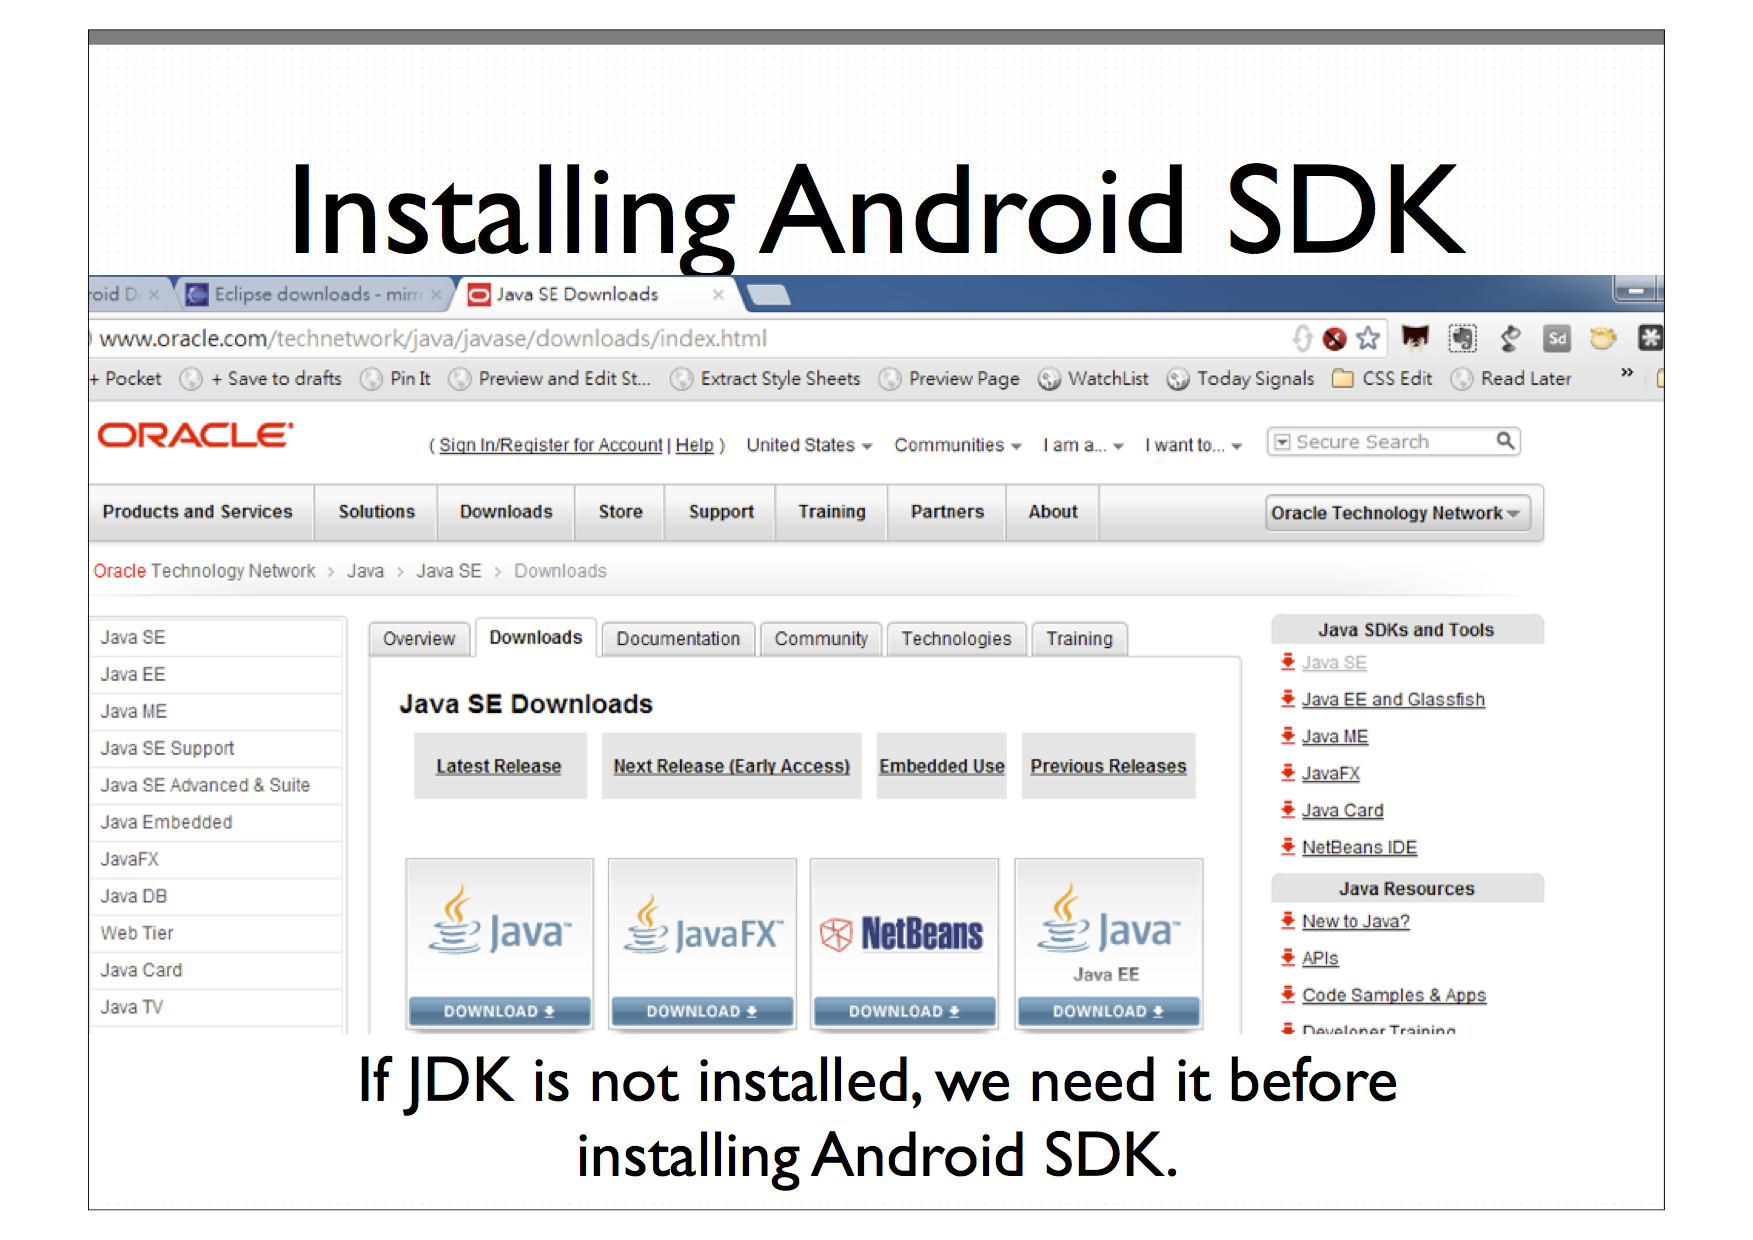 Installing Android SDK
roid D
Eclipse downloads - mirr
Java SE Downloads
www.oracle.com/technetwork/java/javase/downloads/index.html
Sd
+ Pocket + Save to drafts Pin It Preview and Edit St... Extract Style Sheets Preview Page WatchList Today Signals CSS Edit Read Later »
ORACLE
( Sign In/Register for Account | Help ) United States Communities I am a... I want to... Secure Search
Products and Services Solutions Downloads Store Support Training Partners About Oracle Technology Network
Oracle Technology Network > Java > Java SE > Downloads
Java SE
Java EE
Java ME
Java SE Support
Java SE Advanced & Suite
Java Embedded
JavaFX
Java DB
Web Tier
Java Card
Java TV
Overview Downloads Documentation Community Technologies Training
Java SE Downloads
Latest Release Next Release (Early Access) Embedded Use Previous Releases
Java™ JavaFX™ NetBeans Java™
Java EE
DOWNLOAD DOWNLOAD DOWNLOAD DOWNLOAD
Java SDKs and Tools
Java SE
Java EE and Glassfish
Java ME
JavaFX
Java Card
NetBeans IDE
Java Resources
New to Java?
APIs
Code Samples & Apps
Developer Training
If JDK is not installed, we need it before
installing Android SDK.